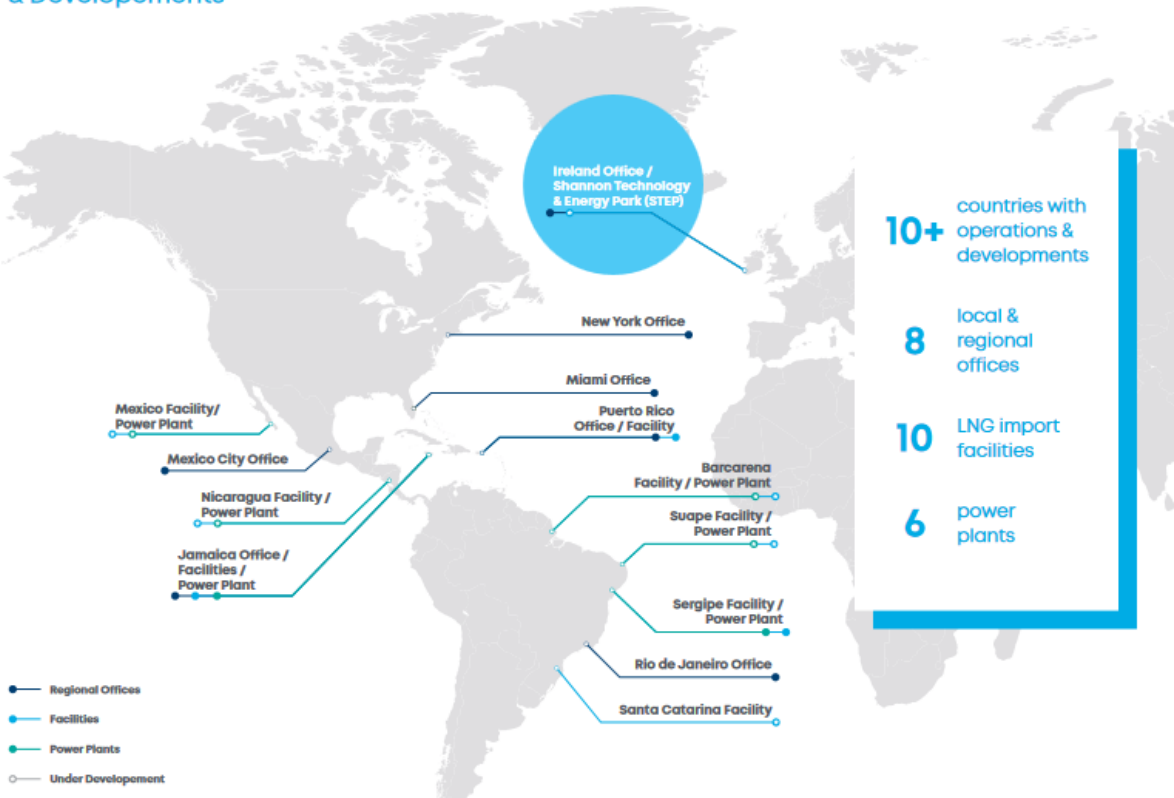 & Developements
Ireland Office /
Shannon Technology
& Energy Park (STEP)
New York Office
Miami Office
Puerto Rico
Office / Facility
Mexico Facility/
Power Plant
Mexico City Office
Nicaragua Facility /
Power Plant
Jamaica Office /
Facilities /
Power Plant
Barcarena
Facility / Power Plant
Suape Facility /
Power Plant
Sergipe Facility /
Power Plant
Rio de Janeiro Office
Santa Catarina Facility
10+
countries with
operations &
developments
8
local &
regional
offices
10
LNG import
facilities
6
power
plants
Regional Offices
Facilities
Power Plants
Under Developement